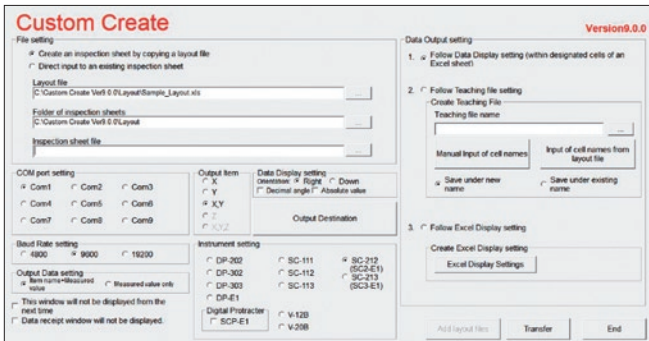 Custom Create
Version9.0.0
File setting
Create an inspection sheet by copying a layout file
Direct input to an existing inspection sheet
Layout file
C:\Custom Create Ver9.0.0\Layout\Sample_Layout.xls
...
Folder of inspection sheets
C:\Custom Create Ver9.0.0\Layout
...
Inspection sheet file
...
COM port setting
Com1 Com2 Com3
Com4 Com5 Com6
Com7 Com8 Com9
Output Item
X
Y
X,Y
Z
X,Y,Z
Data Display setting
Orientation: Right Down
Decimal angle Absolute value
Output Destination
Baud Rate setting
4800 9600 19200
Output Data setting
Item name+Measured value
Measured value only
This window will not be displayed from the next time
Data receipt window will not be displayed.
Instrument setting
DP-202 SC-111 SC-212
(SC2-E1)
DP-302 SC-112 SC-213
(SC3-E1)
DP-303 SC-113
DP-E1
Digital Protracter
SCP-E1
V-12B
V-20B
Data Output setting
1. Follow Data Display setting (within designated cells of an
Excel sheet)
2. Follow Teaching file setting
Create Teaching File
Teaching file name
...
Manual Input of cell names
Input of cell names from
layout file
Save under new
name
Save under existing
name
3. Follow Excel Display setting
Create Excel Display setting
Excel Display Settings
Add layout files
Transfer
End